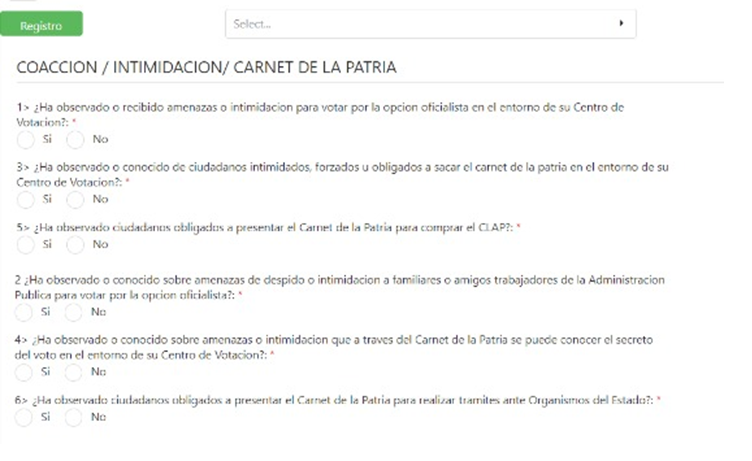 Registro
Select...
COACCION / INTIMIDACION/ CARNET DE LA PATRIA
1> ¿Ha observado o recibido amenazas o intimidacion para votar por la opcion oficialista en el entorno de su Centro de
Votacion?: *
Si No
3> ¿Ha observado o conocido de ciudadanos intimidados, forzados u obligados a sacar el carnet de la patria en el entorno de su
Centro de Votacion?: *
Si No
5> ¿Ha observado ciudadanos obligados a presentar el Carnet de la Patria para comprar el CLAP?: *
Si No
2 ¿Ha observado o conocido sobre amenazas de despido o intimidacion a familiares o amigos trabajadores de la Administracion
Publica para votar por la opcion oficialista?: *
Si No
4> ¿Ha observado o conocido sobre amenazas o intimidacion que a traves del Carnet de la Patria se puede conocer el secreto
del voto en el entorno de su Centro de Votacion?: *
Si No
6> ¿Ha observado ciudadanos obligados a presentar el Carnet de la Patria para realizar tramites ante Organismos del Estado?: *
Si No